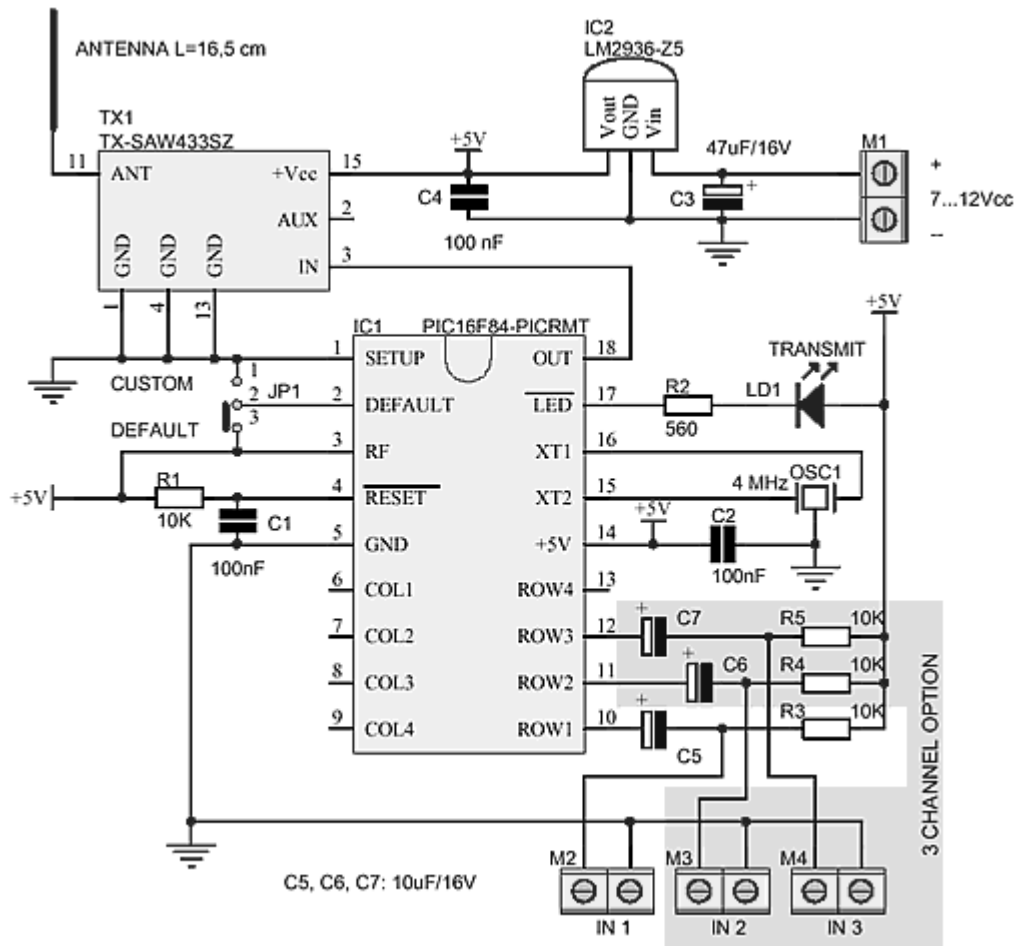 ANTENNA L=16,5 cm
IC2
LM2936-Z5
Vout
GND
Vin
TX1
TX-SAW433SZ
11
ANT
+Vcc
15
+5V
47uF/16V
M1
+
C4
C3
+
7...12Vcc
AUX
2
100 nF
--
GND
GND
GND
IN
3
1
4
13
IC1
PIC16F84-PICRMT
+5V
1
SETUP
OUT
18
TRANSMIT
CUSTOM
1
2
3
JP1
2
DEFAULT
LED
17
R2
560
LD1
DEFAULT
3
RF
XT1
16
R1
OSC1
+5V
10K
4
RESET
XT2
15
4 MHz
C1
100nF
5
GND
+5V
14
+5V
C2
100nF
6
COL1
ROW4
13
7
COL2
ROW3
12
+
C7
R5
10K
8
COL3
ROW2
11
+
C6
R4
10K
9
COL4
ROW1
10
+
C5
R3
10K
3 CHANNEL OPTION
M2
M3
M4
C5, C6, C7: 10uF/16V
IN 1
IN 2
IN 3